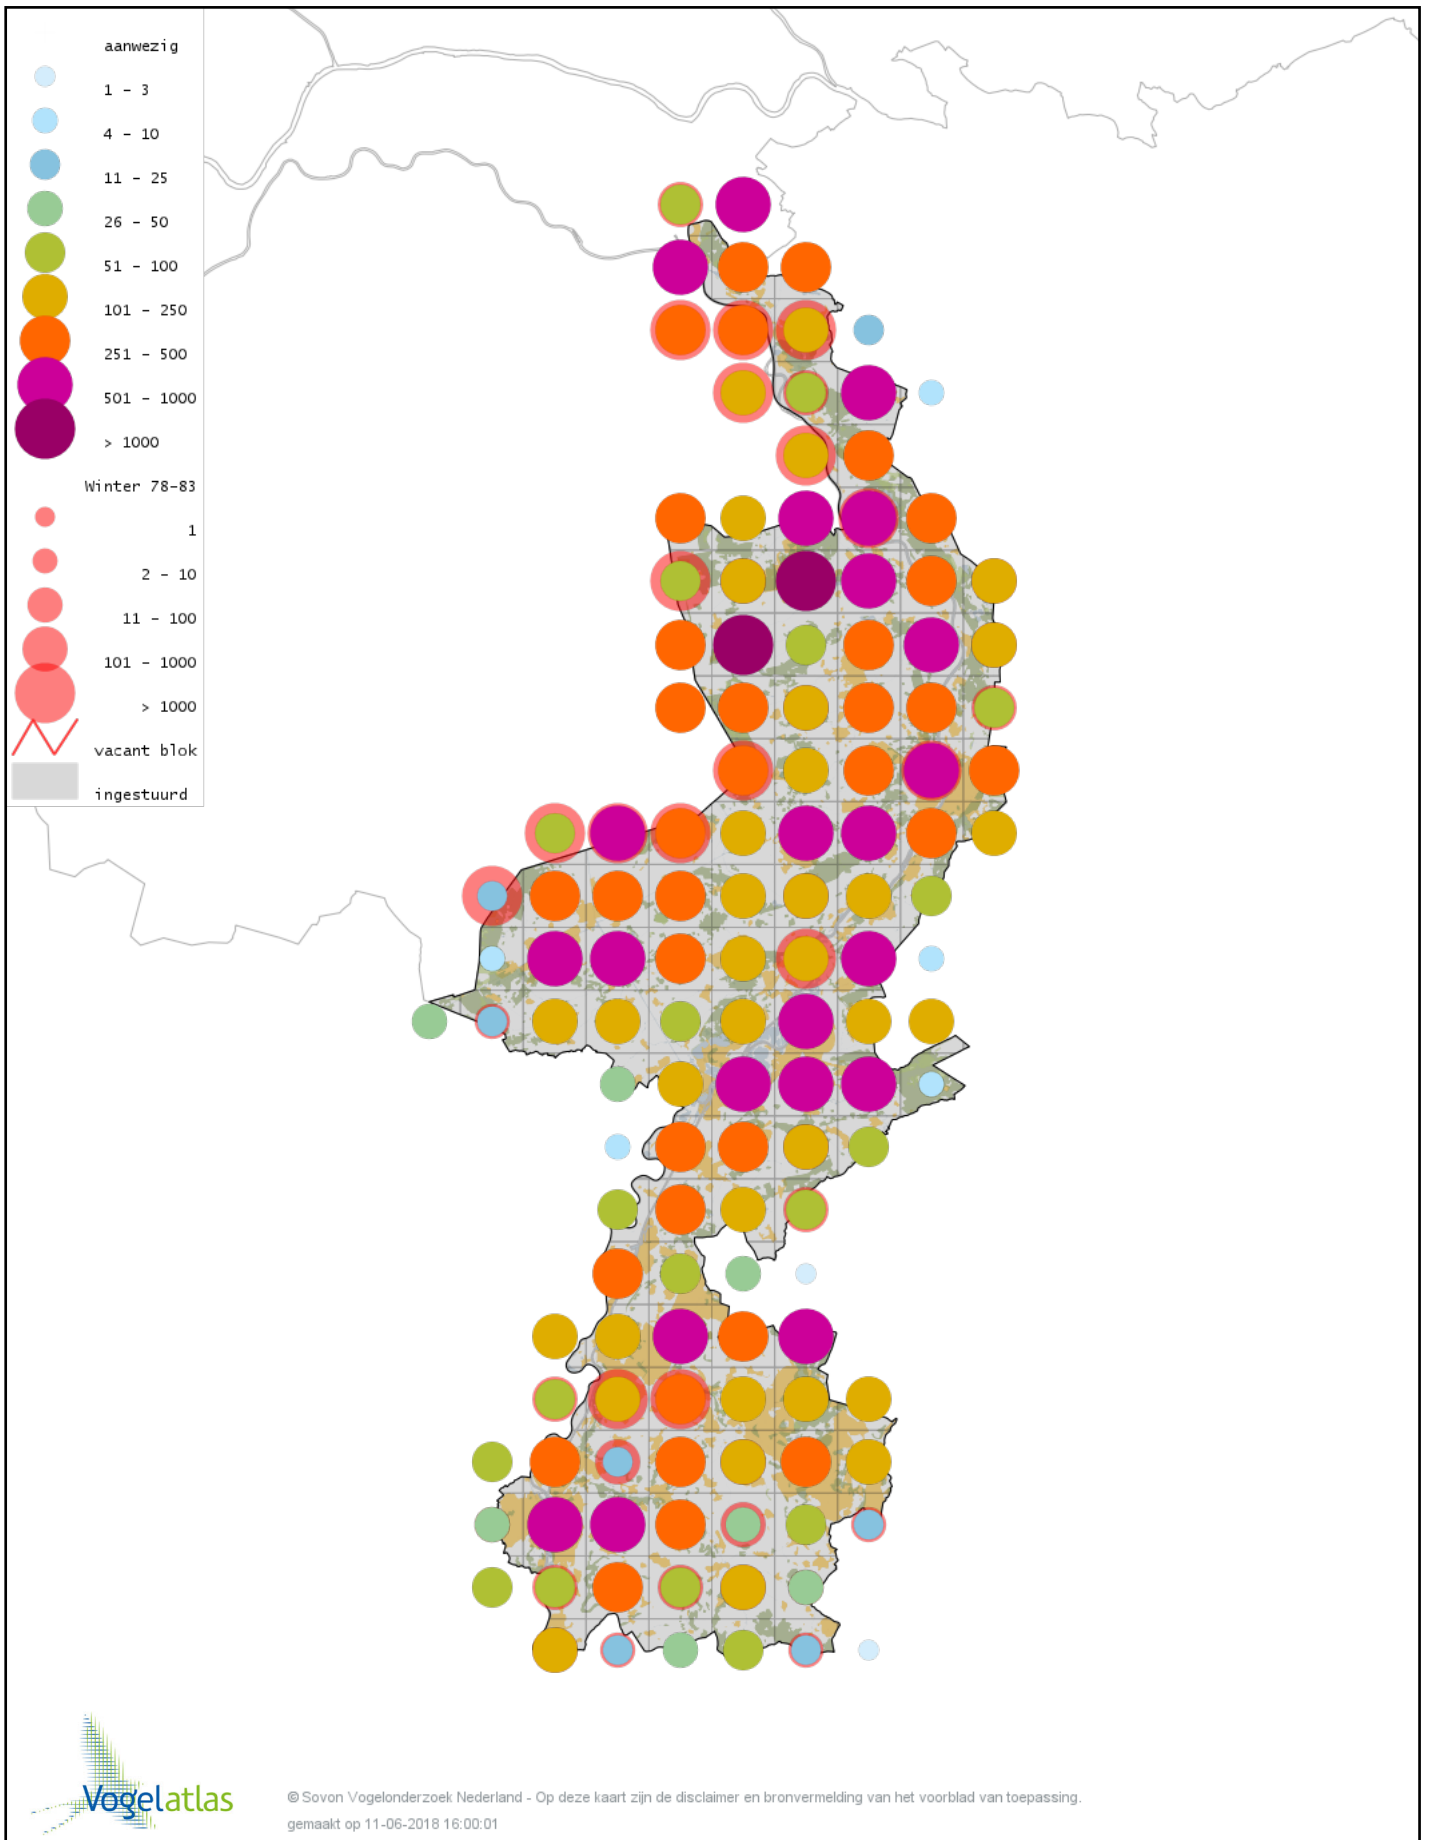 aanwezig
1 - 3
4 - 10
11 - 25
26 - 50
51 - 100
101 - 250
251 - 500
501 - 1000
> 1000
Winter 78-83
1
2 - 10
11 - 100
101 - 1000
> 1000
vacant blok
ingestuurd
Vogelatlas
© Sovon Vogelonderzoek Nederland - Op deze kaart zijn de disclaimer en bronvermelding van het voorblad van toepassing.
gemaakt op 11-06-2018 16:00:01